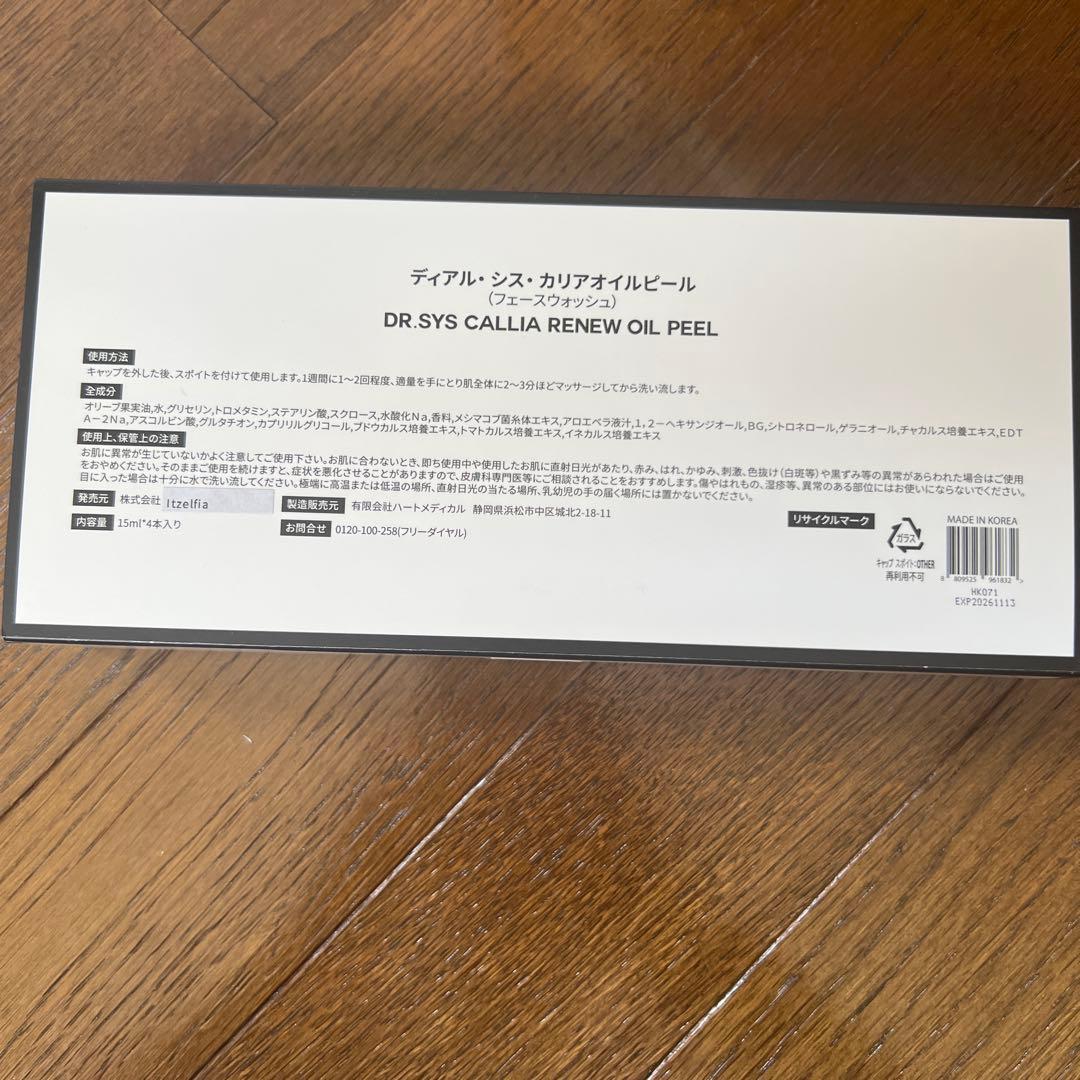 ディアル・シス・カリアオイルピール
(フェースウォッシュ)
DR.SYS CALLIA RENEW OIL PEEL
使用方法
キャップを外した後、スポイトを付けて使用します。1週間に1～2回程度、適量を手にとり肌全体に2～3分ほどマッサージしてから洗い流します。
全成分
オリーブ果実油,水,グリセリン,トロメタミン,ステアリン酸,スクロース,水酸化Na,香料,メシマコブ菌糸体エキス,アロエベラ液汁,1,2－ヘキサンジオール,BG,シトロネロール,ゲラニオール,チャカルス培養エキス,EDT
A－2Na,アスコルビン酸,グルタチオン,カプリリルグリコール,ブドウカルス培養エキス,トマトカルス培養エキス,イネカルス培養エキス
使用上、保管上の注意
お肌に異常が生じていないかよく注意してご使用下さい。お肌に合わないとき、即ち使用中や使用したお肌に直射日光があたり、赤み、はれ、かゆみ、刺激、色抜け(白斑等)や黒ずみ等の異常があらわれた場合はご使用
をおやめください。そのままご使用を続けますと、症状を悪化させることがありますので、皮膚科専門医等にご相談されることをおすすめします。傷やはれもの、湿疹等、異常のある部位にはお使いにならないでください。
目に入った場合は十分に水で洗い流してください。極端に高温または低温の場所、直射日光の当たる場所、乳幼児の手の届く場所には置かないでください。
発売元 株式会社 Itzelfia 製造販売元 有限会社ハートメディカル 静岡県浜松市中区城北2-18-11
内容量 15ml*4本入り お問合せ 0120-100-258(フリーダイヤル)
リサイクルマーク
ガラス
キャップ スポイト:OTHER
再利用不可
MADE IN KOREA
8 809525 961832 >
HK071
EXP20261113